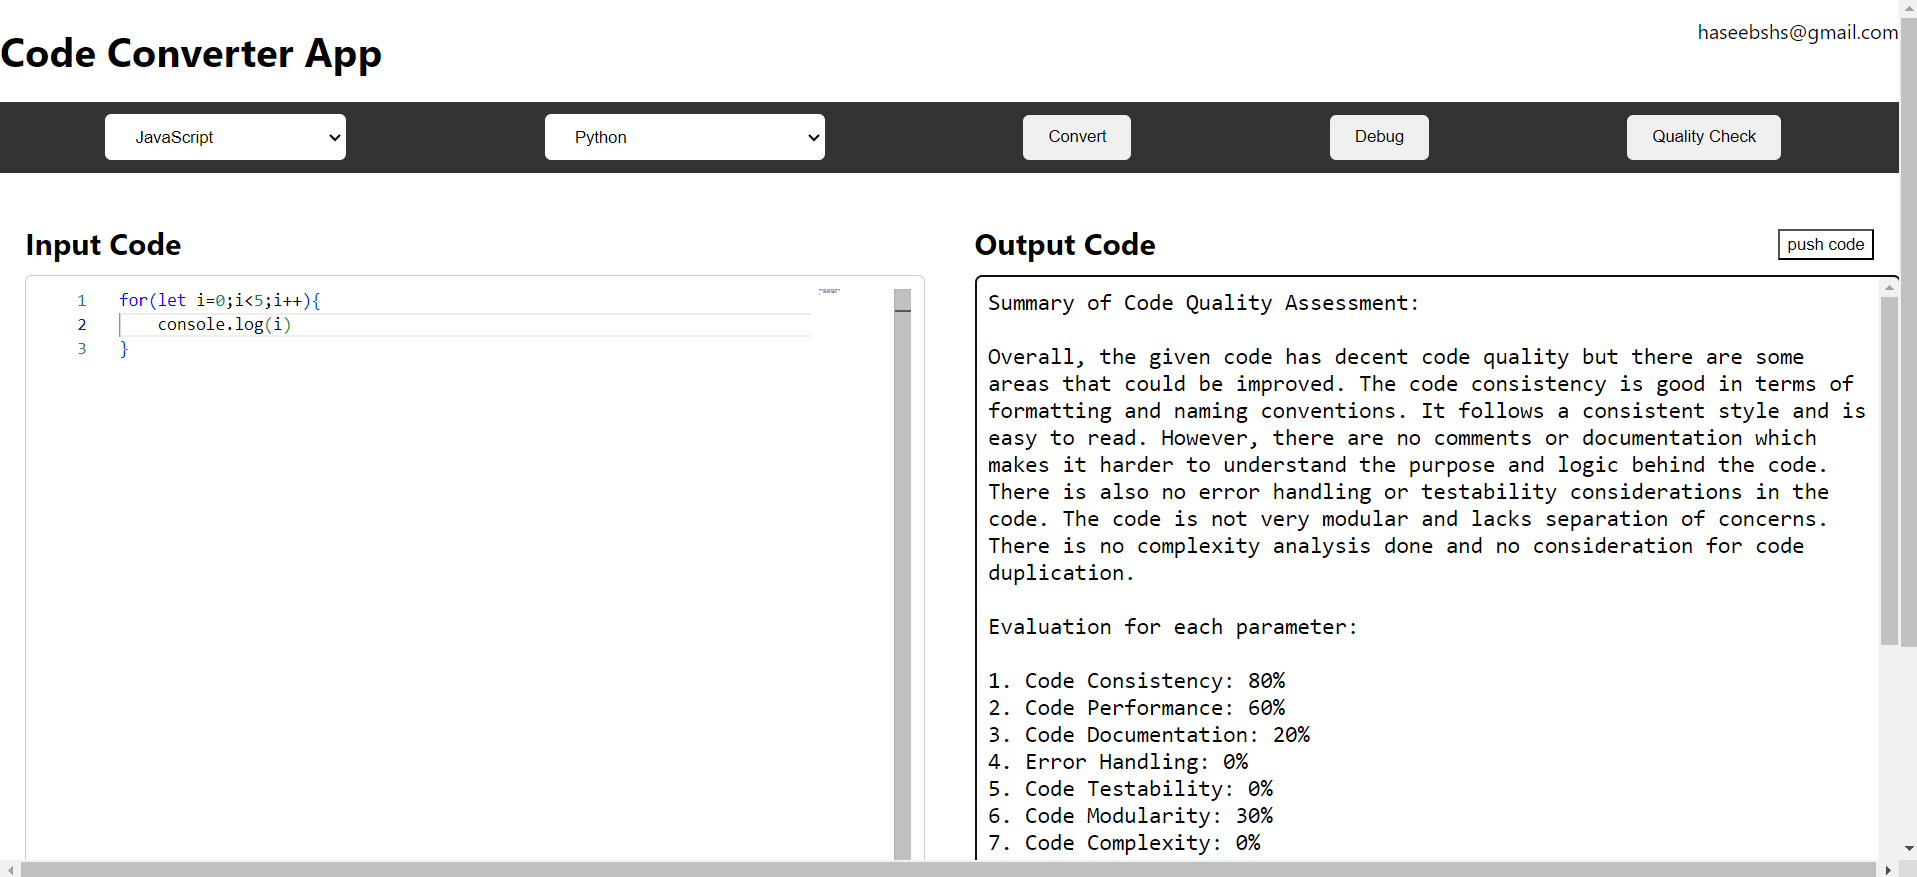 haseebshs@gmail.com
Code Converter App
JavaScript
Python
Convert
Debug
Quality Check
Input Code
1 for(let i=0;i<5;i++){
2     console.log(i)
3 }
Output Code
push code
Summary of Code Quality Assessment:
Overall, the given code has decent code quality but there are some
areas that could be improved. The code consistency is good in terms of
formatting and naming conventions. It follows a consistent style and is
easy to read. However, there are no comments or documentation which
makes it harder to understand the purpose and logic behind the code.
There is also no error handling or testability considerations in the
code. The code is not very modular and lacks separation of concerns.
There is no complexity analysis done and no consideration for code
duplication.
Evaluation for each parameter:
1. Code Consistency: 80%
2. Code Performance: 60%
3. Code Documentation: 20%
4. Error Handling: 0%
5. Code Testability: 0%
6. Code Modularity: 30%
7. Code Complexity: 0%